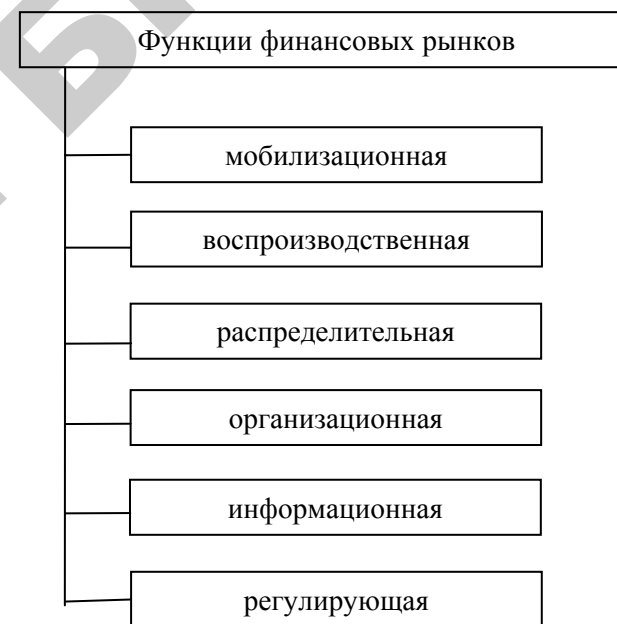 Функции финансовых рынков
мобилизационная
воспроизводственная
распределительная
организационная
информационная
регулирующая